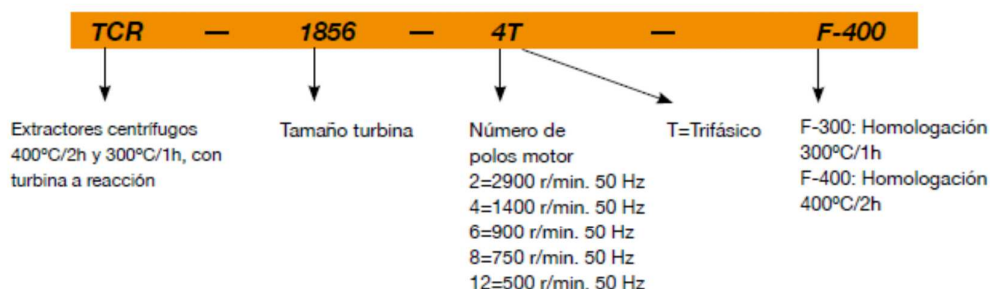 TCR — 1856 — 4T — F-400
Extractores centrífugos
400ºC/2h y 300ºC/1h, con
turbina a reacción
Tamaño turbina
Número de
polos motor
2=2900 r/min. 50 Hz
4=1400 r/min. 50 Hz
6=900 r/min. 50 Hz
8=750 r/min. 50 Hz
12=500 r/min. 50 Hz
T=Trifásico
F-300: Homologación
300ºC/1h
F-400: Homologación
400ºC/2h